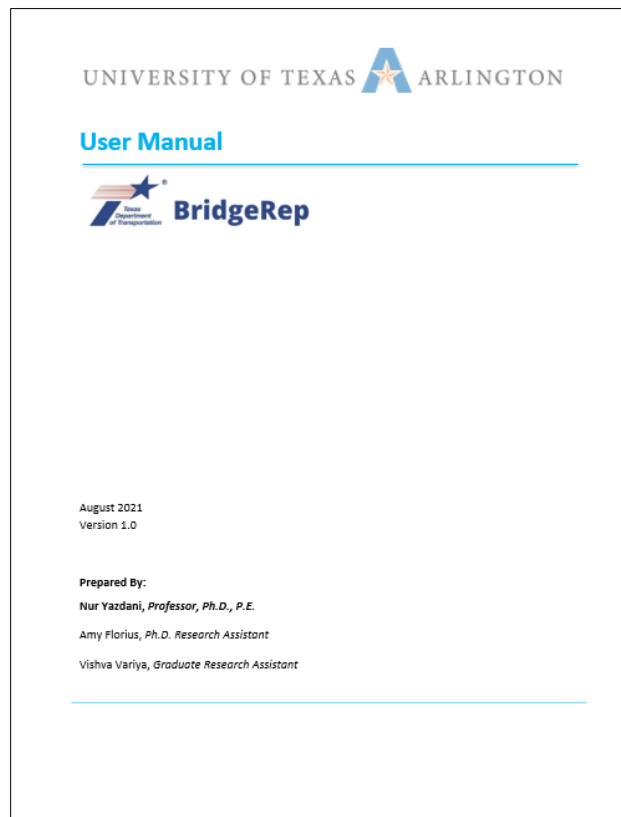 UNIVERSITY OF TEXAS A ARLINGTON
User Manual
Texas
Department
of Transportation
®
BridgeRep
August 2021
Version 1.0
Prepared By:
Nur Yazdani, Professor, Ph.D., P.E.
Amy Florius, Ph.D. Research Assistant
Vishva Variya, Graduate Research Assistant